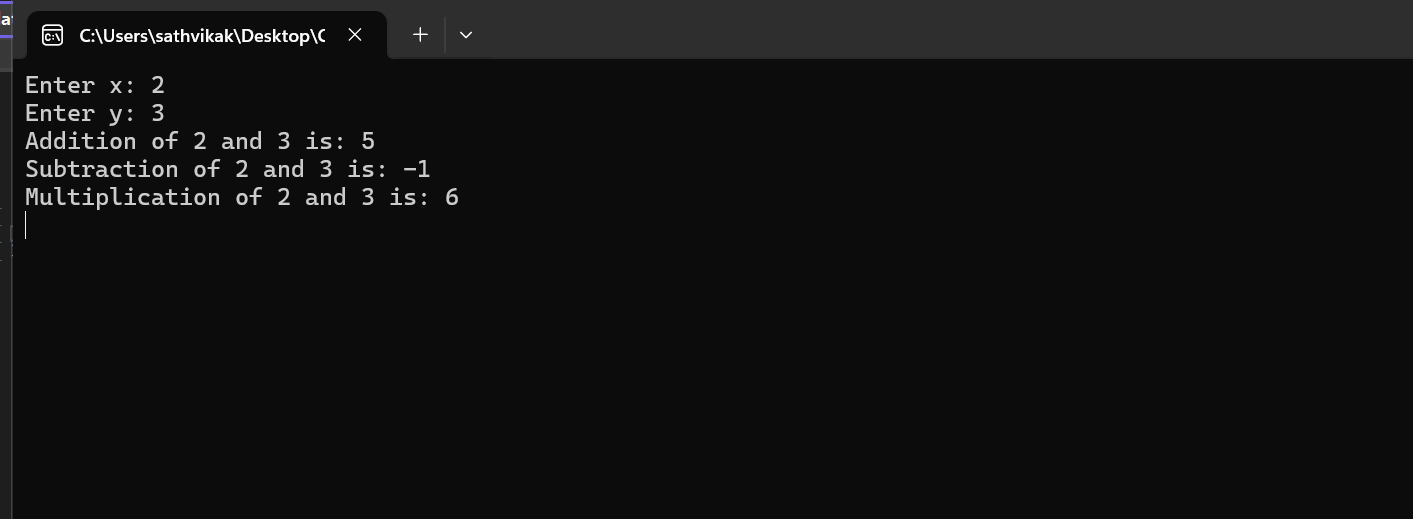 C:\Users\sathvikak\Desktop\C
Enter x: 2
Enter y: 3
Addition of 2 and 3 is: 5
Subtraction of 2 and 3 is: -1
Multiplication of 2 and 3 is: 6